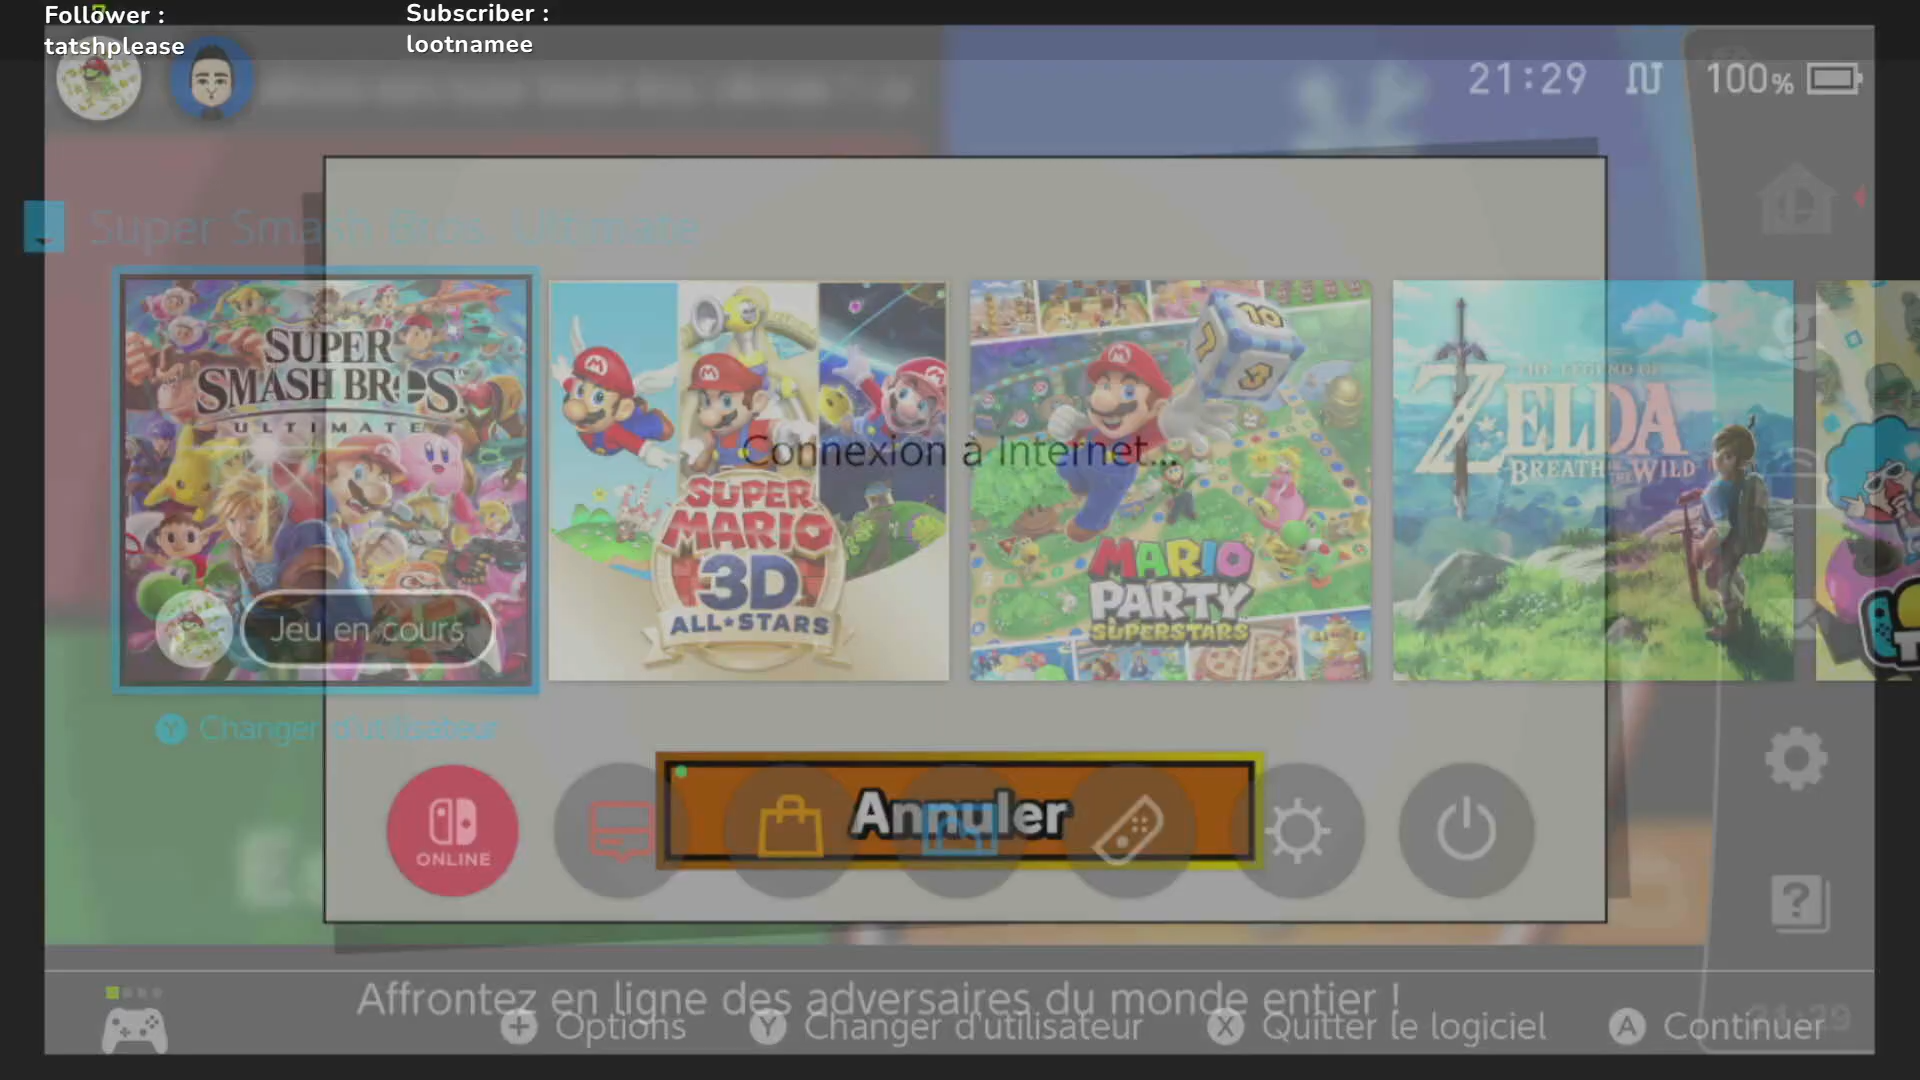 Follower :
tatshplease
Subscriber :
lootnamee
21:29
100%
Super Smash Bros. Ultimate
SUPER
SMASH BROS.
ULTIMATE
Jeu en cours
SUPER
MARIO
3D
ALL★STARS
MARIO
PARTY
SUPERSTARS
THE LEGEND OF
ZELDA
BREATH OF THE WILD
Connexion à Internet...
Changer d'utilisateur
ONLINE
Annuler
Affrontez en ligne des adversaires du monde entier !
Options
Changer d'utilisateur
Quitter le logiciel
Continuer
21:29